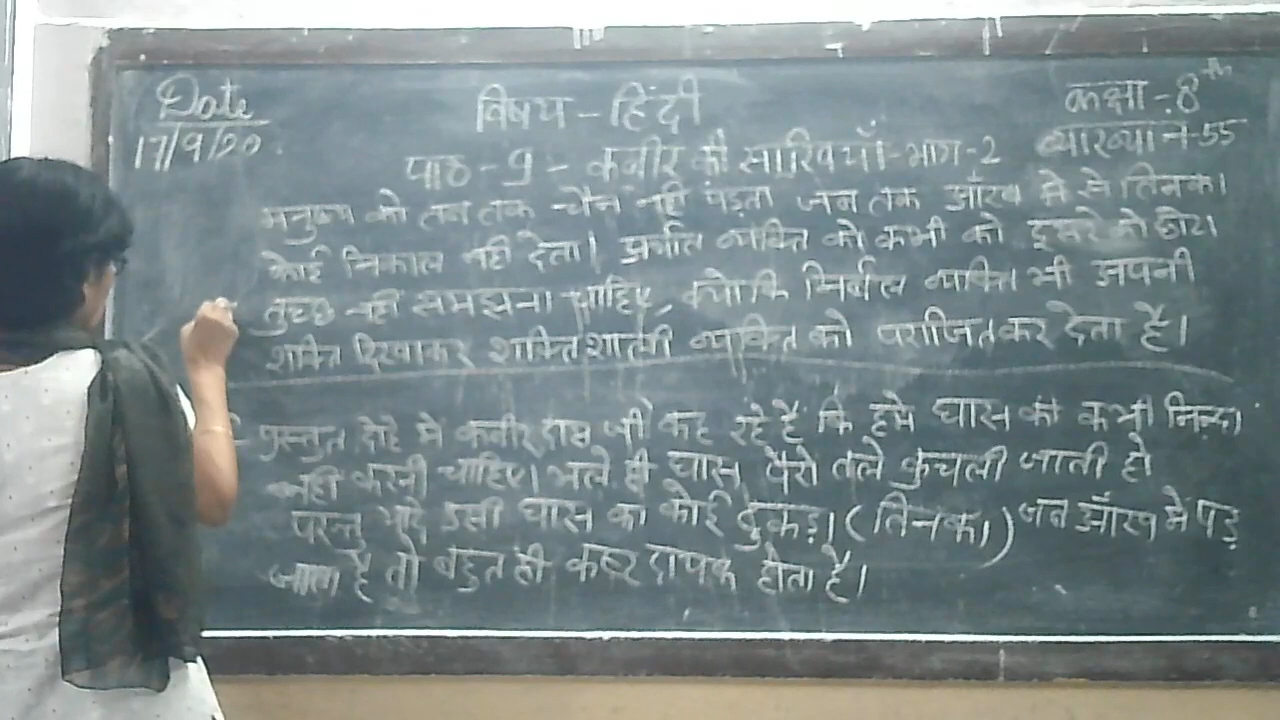 Date
17/9/20.
विषय - हिंदी
कक्षा - 8th
व्याख्यान-55
पाठ - 9 - कबीर की साखियाँ-भाग-2
मनुष्य को तब तक चैन नही पड़ता जब तक आँख मे से तिनका
कोई निकाल नही देता। अर्थात व्यक्ति को कभी को दूसरे को छोटा
तुच्छ नही समझना चाहिए, क्योकि निर्बल व्यक्ति भी अपनी
शक्ति दिखाकर शक्तिशाली व्यक्ति को पराजित कर देता है।
प्रस्तुत दोहे मे कबीर दास जी कह रहे है कि हमे घास की कभी निन्दा
नही करनी चाहिए। भले ही घास पैरो तले कुचली जाती हो
परन्तु यदि उसी घास का कोई टुकड़ा (तिनका) जब आँख में पड़
जाता है तो बहुत ही कष्ट दायक होता है।